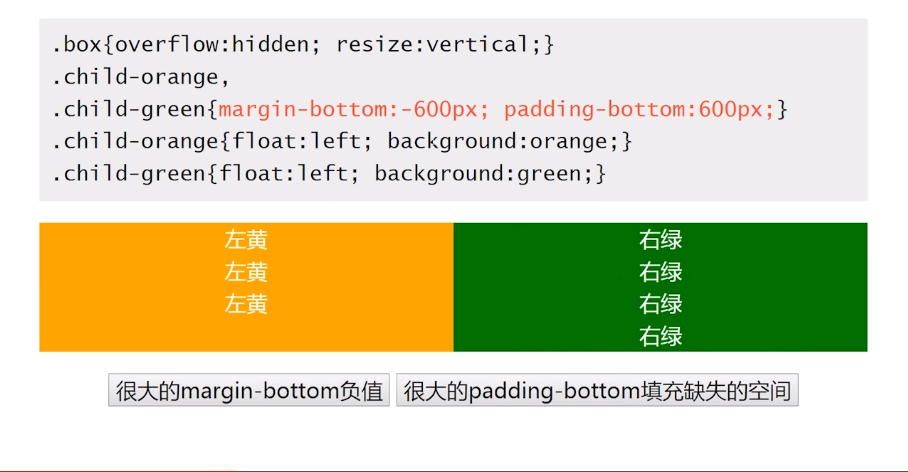 .box{overflow:hidden; resize:vertical;}
.child-orange,
.child-green{margin-bottom:-600px; padding-bottom:600px;}
.child-orange{float:left; background:orange;}
.child-green{float:left; background:green;}
左黄 右绿
左黄 右绿
左黄 右绿
右绿
很大的margin-bottom负值 很大的padding-bottom填充缺失的空间